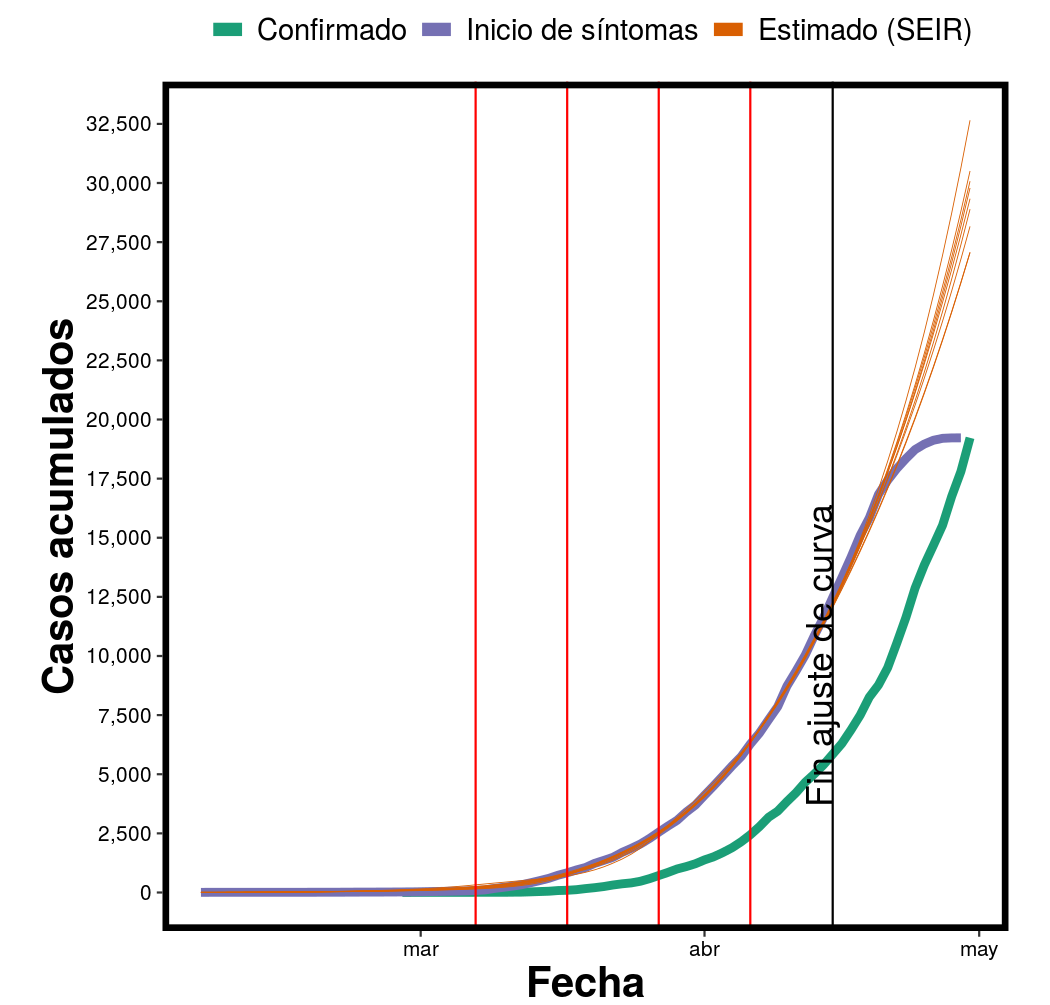 Confirmado Inicio de síntomas Estimado (SEIR)
32,500
30,000
27,500
25,000
22,500
20,000
17,500
15,000
12,500
10,000
7,500
5,000
2,500
0
Casos acumulados
Fin ajuste de curva
mar abr may
Fecha